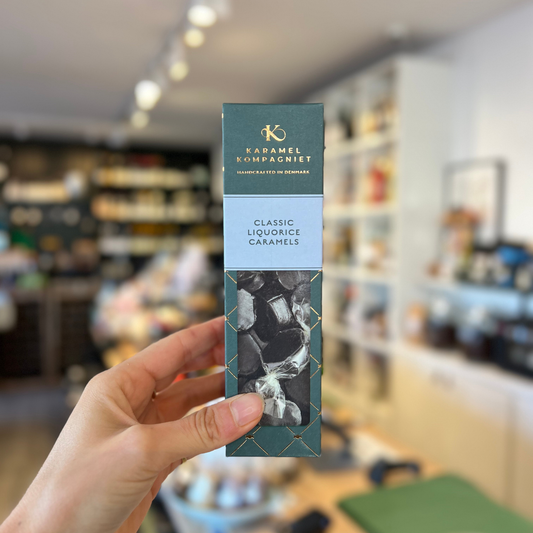 K
KARAMEL
KOMPAGNIET
HANDCRAFTED IN DENMARK
CLASSIC
LIQUORICE
CARAMELS